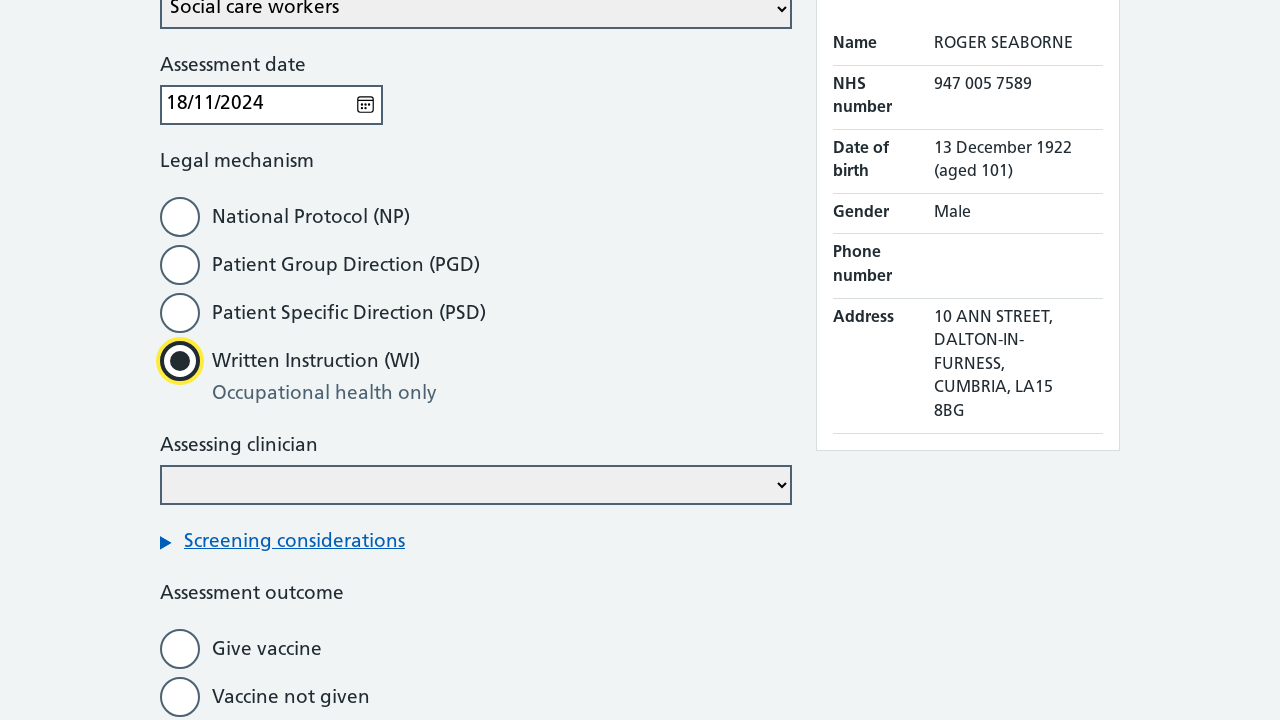 Social care workers
Assessment date
18/11/2024
Legal mechanism
National Protocol (NP)
Patient Group Direction (PGD)
Patient Specific Direction (PSD)
Written Instruction (WI)
Occupational health only
Assessing clinician
Screening considerations
Assessment outcome
Give vaccine
Vaccine not given
Name ROGER SEABORNE
NHS number 947 005 7589
Date of birth 13 December 1922 (aged 101)
Gender Male
Phone number
Address 10 ANN STREET,
DALTON-IN-
FURNESS,
CUMBRIA, LA15
8BG